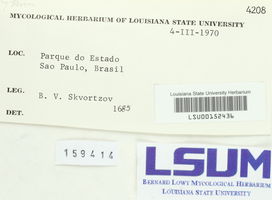 4208
MYCOLOGICAL HERBARIUM OF LOUISIANA STATE UNIVERSITY
4-III-1970
LOC. Parque do Estado
Sao Paulo, Brasil
LEG. B. V. Skvortzov
DET. 1685
Louisiana State University Herbarium
LSU00152436
159414
LSUM
BERNARD LOWY MYCOLOGICAL HERBARIUM
LOUISIANA STATE UNIVERSITY